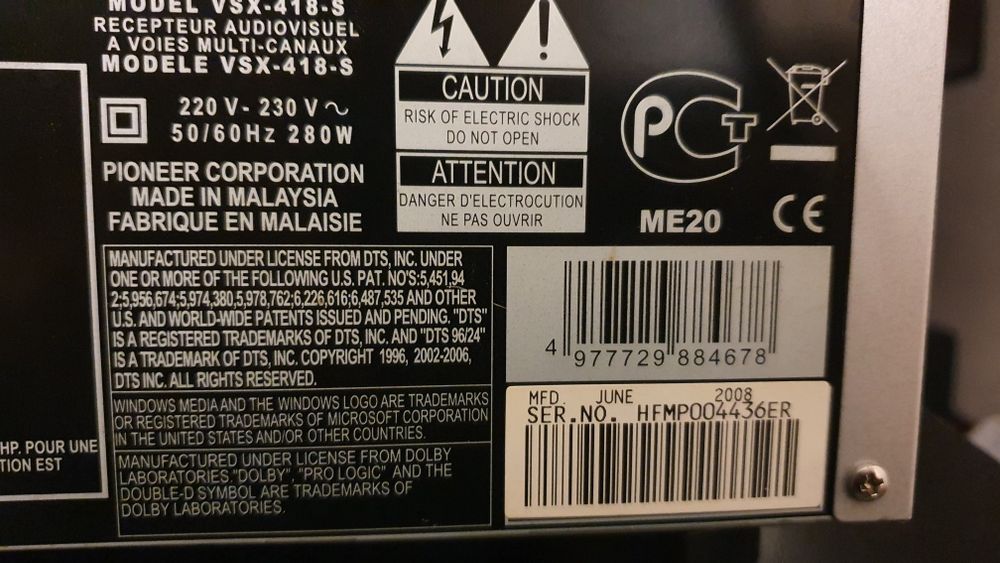 MODEL VSX-418-S
RECEPTEUR AUDIOVISUEL
A VOIES MULTI-CANAUX
MODELE VSX-418-S
220 V - 230 V ~
50/60Hz 280W
PIONEER CORPORATION
MADE IN MALAYSIA
FABRIQUE EN MALAISIE
CAUTION
RISK OF ELECTRIC SHOCK
DO NOT OPEN
ATTENTION
DANGER D'ELECTROCUTION
NE PAS OUVRIR
PCT
ME20
CE
MANUFACTURED UNDER LICENSE FROM DTS, INC. UNDER
ONE OR MORE OF THE FOLLOWING U.S. PAT. NO'S:5,451,94
2;5,956,674;5,974,380,5,978,762;6,226,616;6,487,535 AND OTHER
U.S. AND WORLD-WIDE PATENTS ISSUED AND PENDING. "DTS"
IS A REGISTERED TRADEMARKS OF DTS, INC. AND "DTS 96/24"
IS A TRADEMARK OF DTS, INC. COPYRIGHT 1996, 2002-2006,
DTS INC. ALL RIGHTS RESERVED.
WINDOWS MEDIA AND THE WINDOWS LOGO ARE TRADEMARKS
OR REGISTERED TRADEMARKS OF MICROSOFT CORPORATION
IN THE UNITED STATES AND/OR OTHER COUNTRIES.
MANUFACTURED UNDER LICENSE FROM DOLBY
LABORATORIES."DOLBY", "PRO LOGIC" AND THE
DOUBLE-D SYMBOL ARE TRADEMARKS OF
DOLBY LABORATORIES.
4 977729 884678
MFD. JUNE 2008
SER.NO. HFMP004436ER
HP. POUR UNE
TION EST